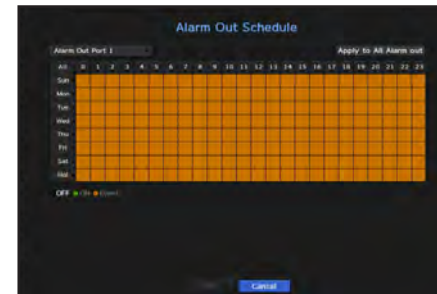 Alarm Out Schedule
Alarm Out Port 1 Apply to All Alarm out
All 0 1 2 3 4 5 6 7 8 9 10 11 12 13 14 15 16 17 18 19 20 21 22 23
Sun
Mon
Tue
Wed
Thu
Fri
Sat
Hol
OFF On Event
Cancel